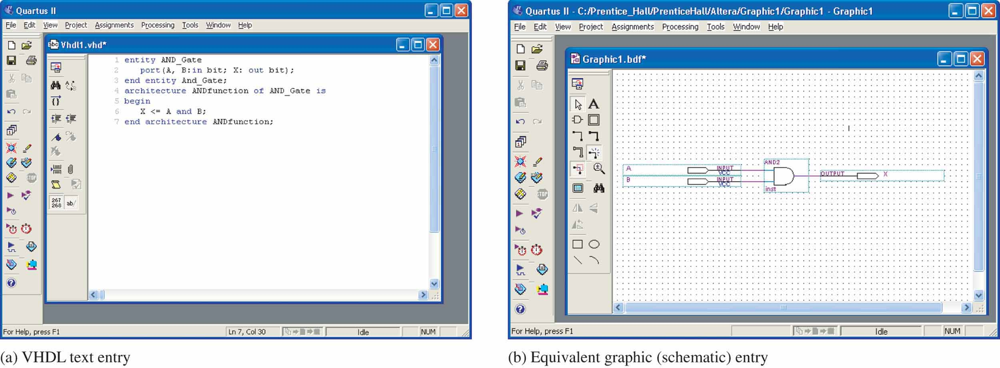 Quartus II
File Edit View Project Assignments Processing Tools Window Help
abc Vhdl1.vhd*
1 entity AND_Gate
2 port(A, B:in bit; X: out bit);
3 end entity And_Gate;
4 architecture ANDfunction of AND_Gate is
5 begin
6 X <= A and B;
7 end architecture ANDfunction;
A B
{}
1
STOP
267
268 ab/
?
For Help, press F1 Ln 7, Col 30 Idle NUM
(a) VHDL text entry
Quartus II - C:/Prentice_Hall/PrenticeHall/Altera/Graphic1/Graphic1 - Graphic1
File Edit View Project Assignments Processing Tools Window Help
Graphic1.bdf*
A
1
STOP
?
A INPUT
VCC
B INPUT
VCC
AND2
inst
OUTPUT X
For Help, press F1 Idle NUM
(b) Equivalent graphic (schematic) entry